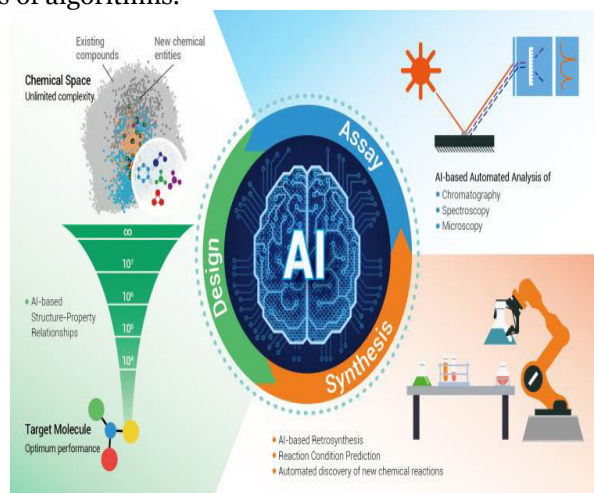 s of algorithms.
Existing
compounds
New chemical
entities
Chemical Space
Unlimited complexity.
∞
10⁷
10⁶
10⁵
10⁴
AI-based
Structure-Property
Relationships
Target Molecule
Optimum performance
Design
Assay
Synthesis
AI
AI-based Automated Analysis of
Chromatography
Spectroscopy
Microscopy
AI-based Retrosynthesis
Reaction Condition Prediction
Automated discovery of new chemical reactions